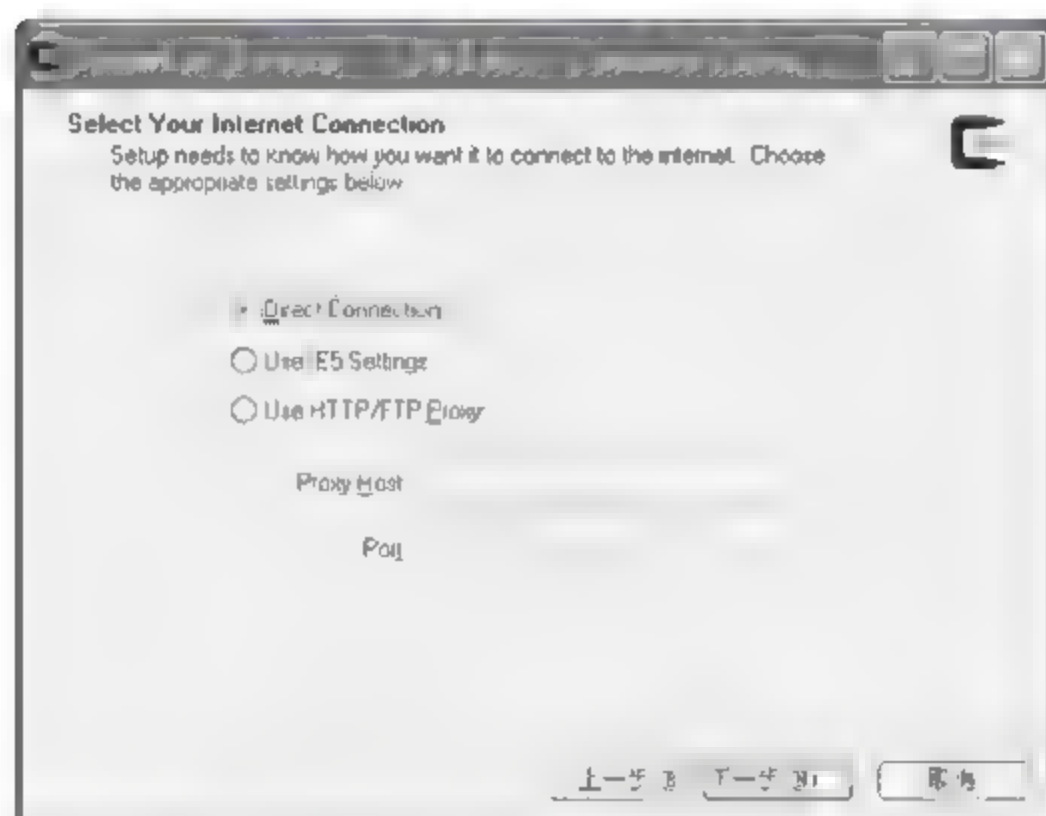 Select Your Internet Connection
Setup needs to know how you want it to connect to the internet. Choose
the appropriate settings below
Direct Connection
Use IE5 Settings
Use HTTP/FTP Proxy
Proxy Host
Port
上一步 下一步
取消